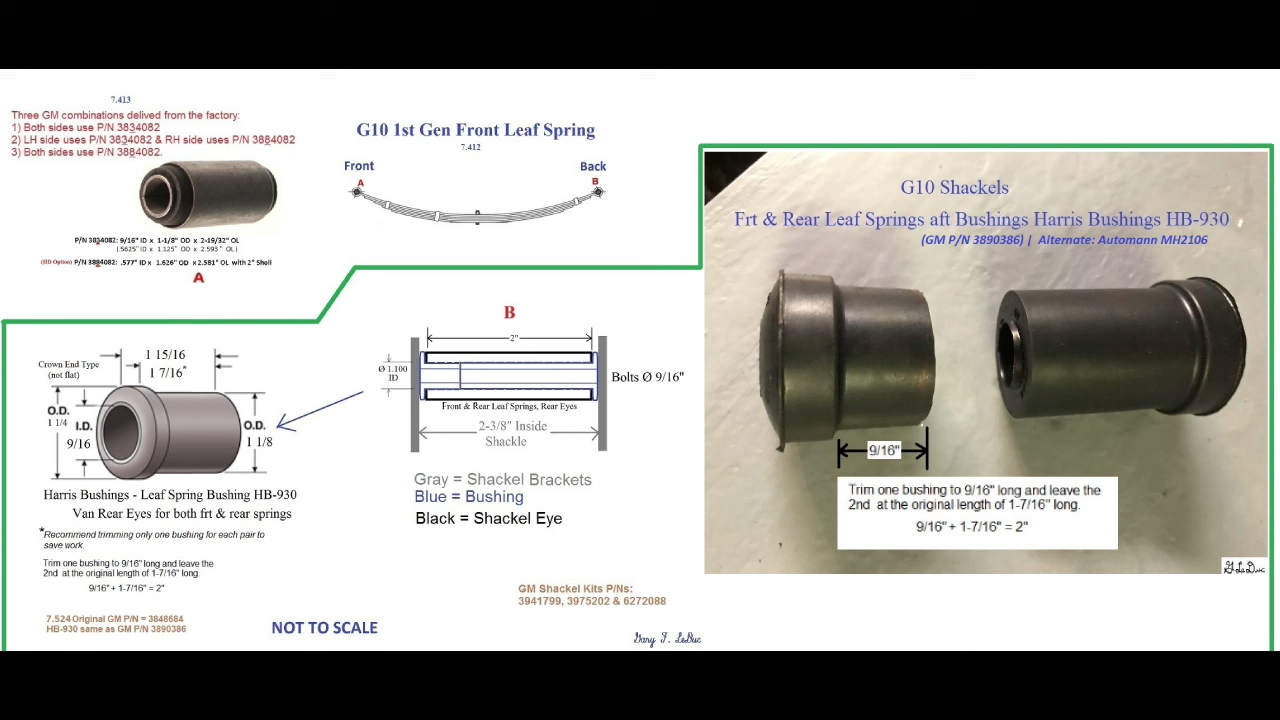 7.413
Three GM combinations delived from the factory:
1) Both sides use P/N 3834082
2) LH side uses P/N 3834082 & RH side uses P/N 3884082
3) Both sides use P/N 3884082.
P/N 3834082: 9/16" ID x 1-1/8" OD x 2-19/32" OL
(.5625" ID x 1.125" OD x 2.593" OL)
(HD Option) P/N 3884082: .577" ID x 1.626" OD x 2.581" OL with 2" Shell
A
G10 1st Gen Front Leaf Spring
7.412
Front
Back
A
B
G10 Shackels
Frt & Rear Leaf Springs aft Bushings Harris Bushings HB-930
(GM P/N 3890386) | Alternate: Automann MH2106
9/16"
Trim one bushing to 9/16" long and leave the
2nd at the original length of 1-7/16" long.
9/16" + 1-7/16" = 2"
B
2"
Ø 1.100
ID
Bolts Ø 9/16"
Front & Rear Leaf Springs, Rear Eyes
2-3/8" Inside
Shackle
Gray = Shackel Brackets
Blue = Bushing
Black = Shackel Eye
Crown End Type
(not flat)
1 15/16
1 7/16*
O.D.
1 1/4
I.D.
9/16
O.D.
1 1/8
Harris Bushings - Leaf Spring Bushing HB-930
Van Rear Eyes for both frt & rear springs
*Recommend trimming only one bushing for each pair to
save work.
Trim one bushing to 9/16" long and leave the
2nd at the original length of 1-7/16" long.
9/16" + 1-7/16" = 2"
7.524 Original GM P/N = 3848684
HB-930 same as GM P/N 3890386
NOT TO SCALE
GM Shackel Kits P/Ns:
3941799, 3975202 & 6272088
Gary F. LeDuc
G LeDuc